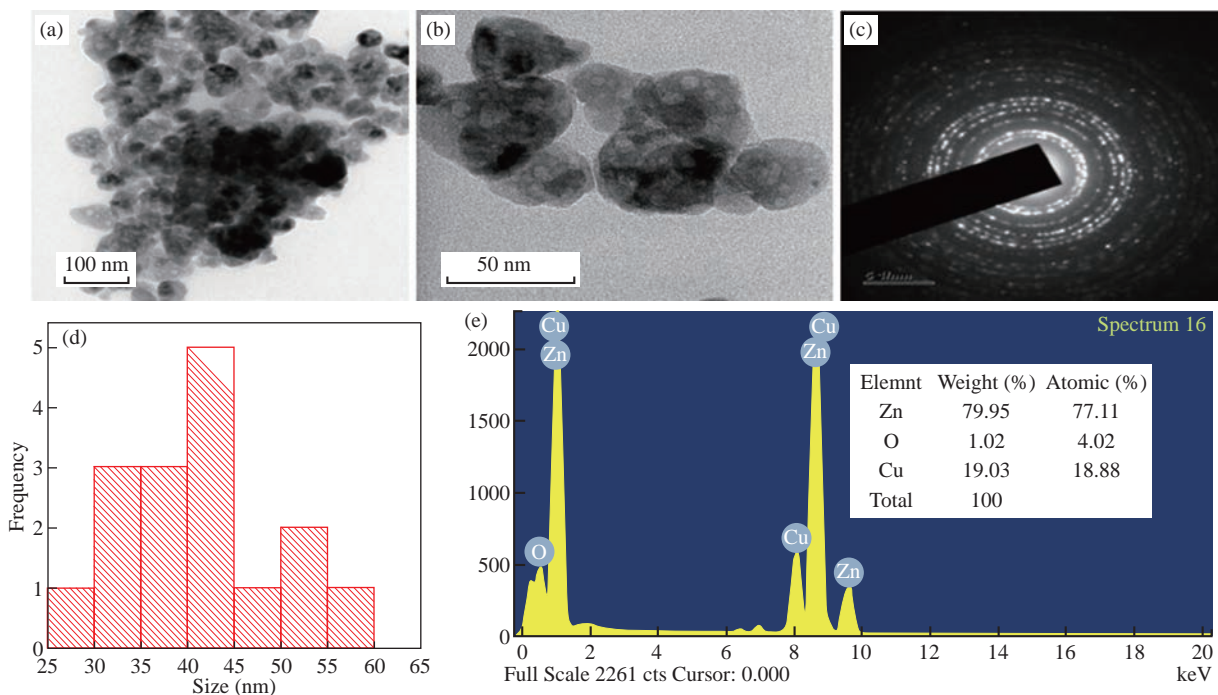 (a)
100 nm
(b)
50 nm
(c)
(d)
5
4
3
2
1
0
Frequency
25 30 35 40 45 50 55 60 65
Size (nm)
(e)
Spectrum 16
2000
1500
1000
500
0
Cu
Zn
O
Cu
Cu
Zn
Zn
Elemnt Weight (%) Atomic (%)
Zn 79.95 77.11
O 1.02 4.02
Cu 19.03 18.88
Total 100
0 2 4 6 8 10 12 14 16 18 20
Full Scale 2261 cts Cursor: 0.000 keV